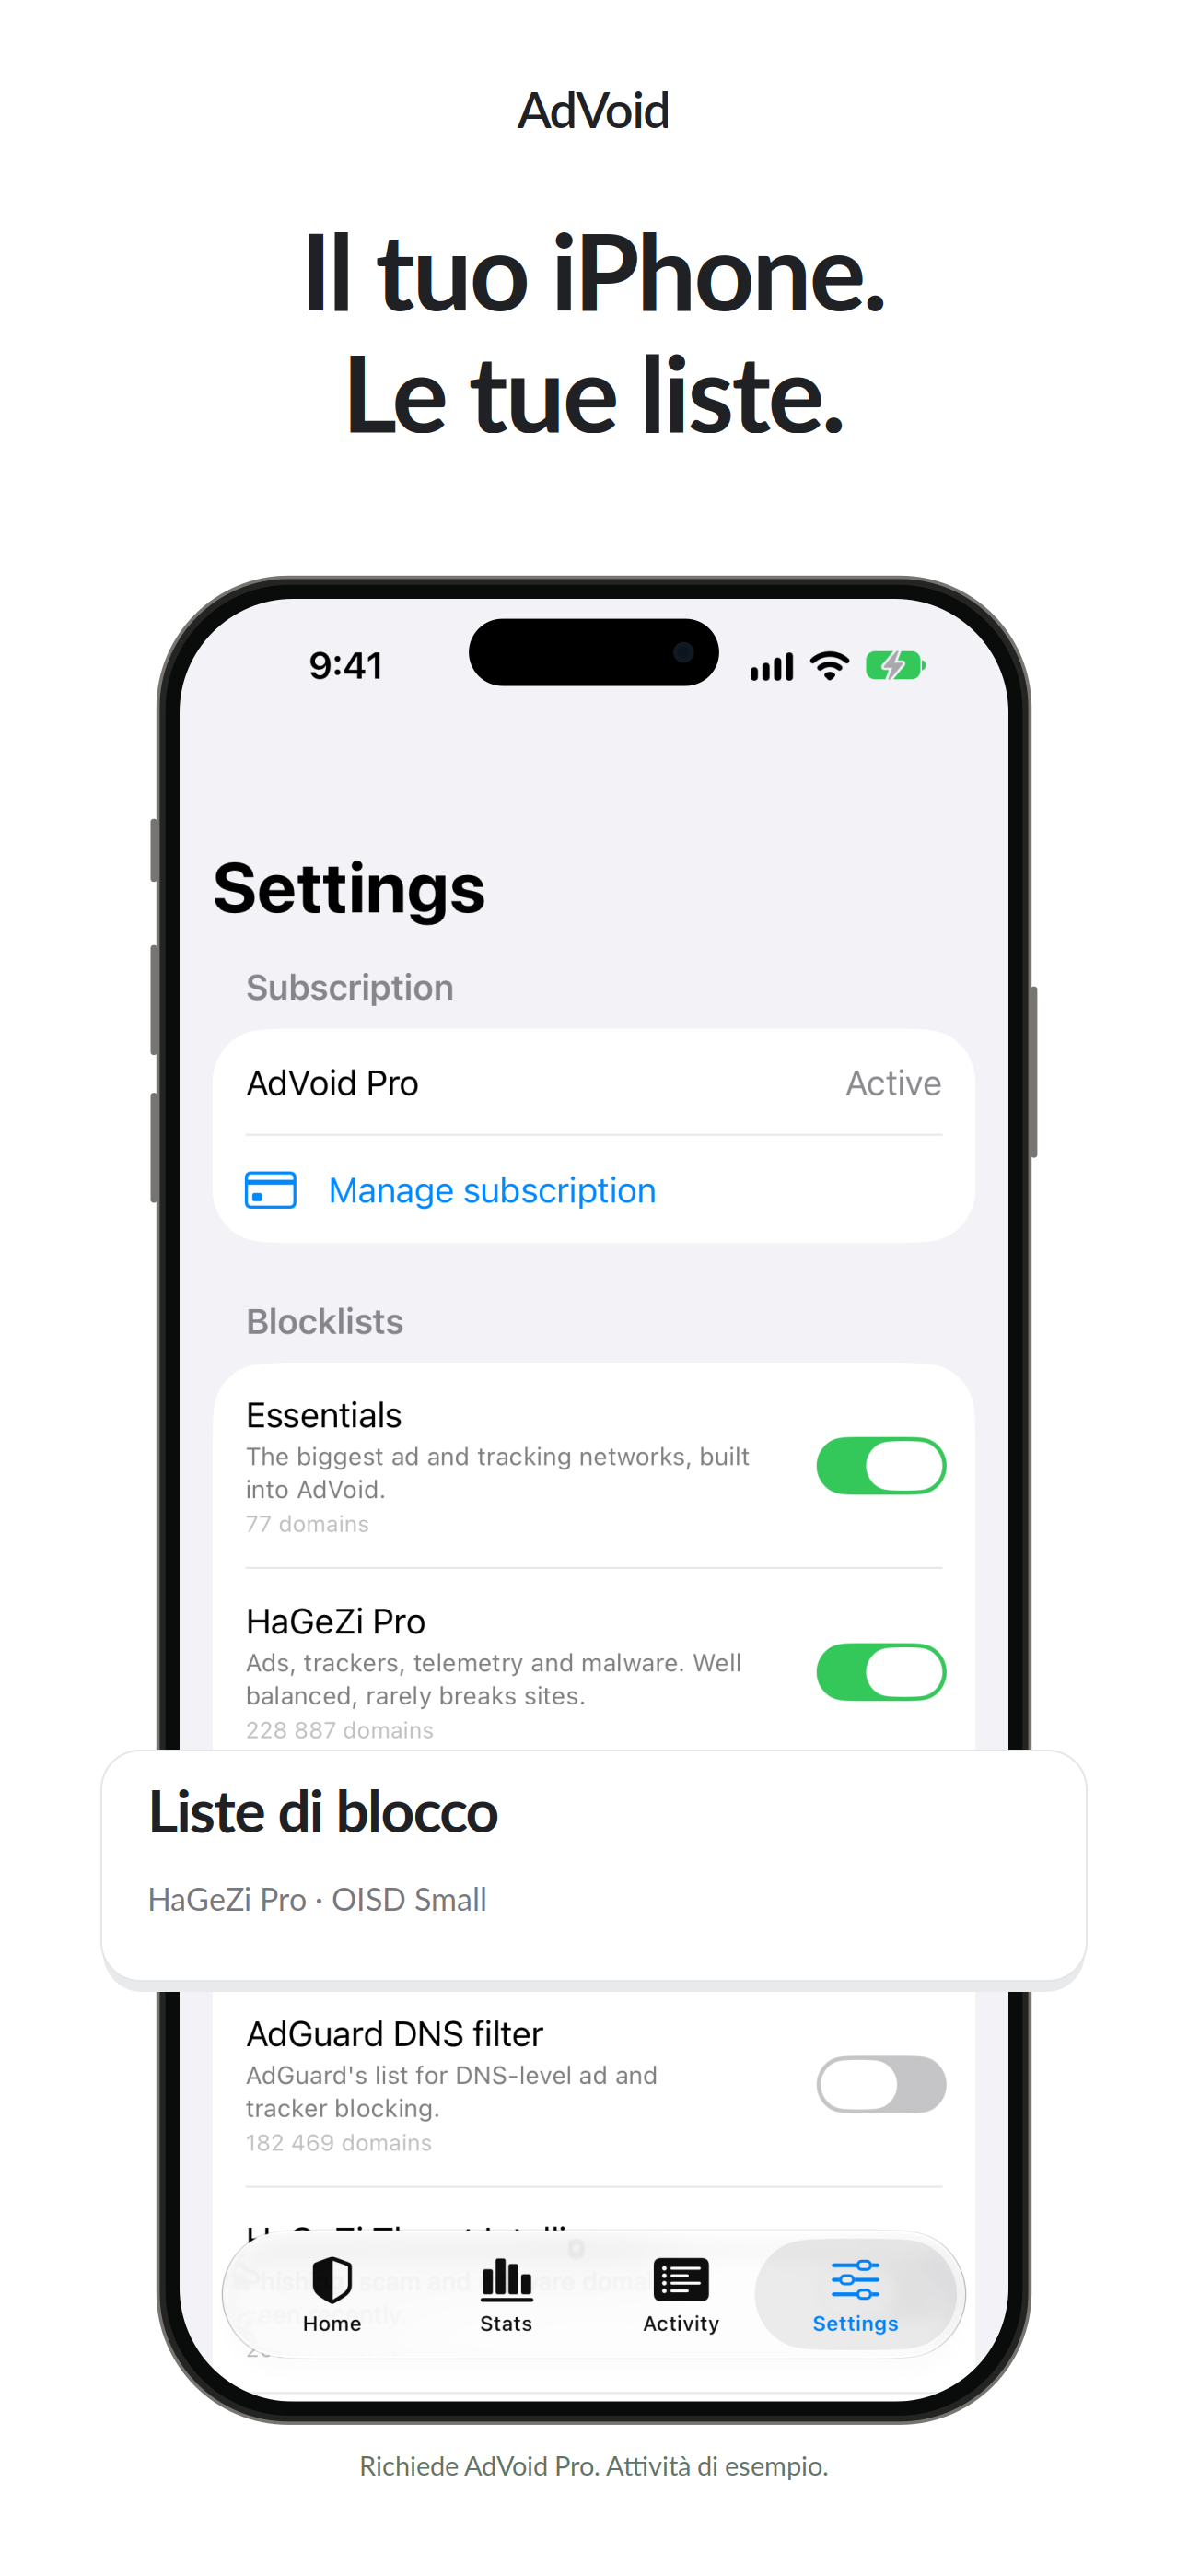 AdVoid
Il tuo iPhone.
Le tue liste.
9:41
Settings
Subscription
AdVoid Pro
Active
Manage subscription
Blocklists
Essentials
The biggest ad and tracking networks, built
into AdVoid.
77 domains
HaGeZi Pro
Ads, trackers, telemetry and malware. Well
balanced, rarely breaks sites.
228 887 domains
Liste di blocco
HaGeZi Pro · OISD Small
AdGuard DNS filter
AdGuard's list for DNS-level ad and
tracker blocking.
182 469 domains
Home
Stats
Activity
Settings
Richiede AdVoid Pro. Attività di esempio.